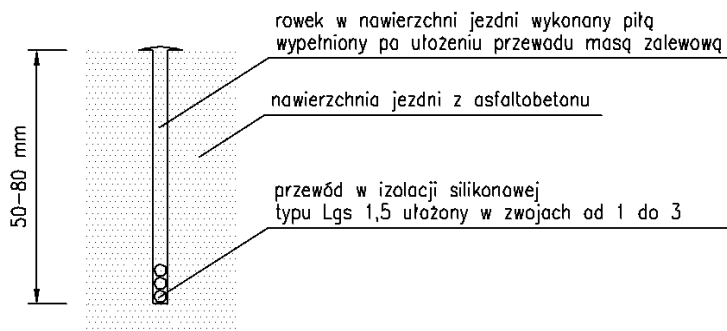 rowek w nawierzchni jezdni wykonany piłą
wypełniony po ułożeniu przewodu masą zalewową
nawierzchnia jezdni z asfaltobetonu
przewód w izolacji silikonowej
typu Lgs 1,5 ułożony w zwojach od 1 do 3
50-80 mm